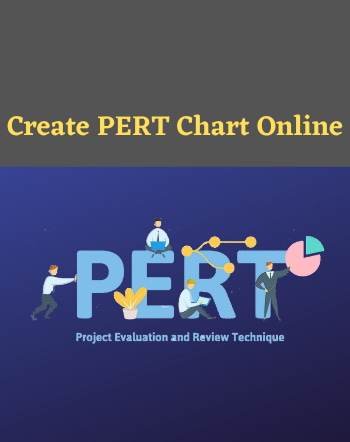 Create PERT Chart Online
PERT
Project Evaluation and Review Technique